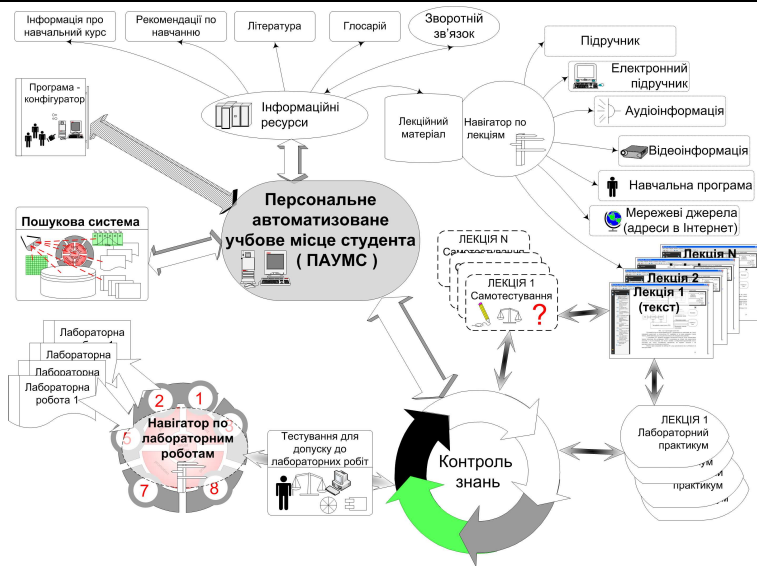 Інформація про
навчальний курс
Рекомендації по
навчанню
Література
Глосарій
Зворотній
зв'язок
Програма -
конфігуратор
Інформаційні
ресурси
Лекційний
матеріал
Навігатор по
лекціям
Підручник
Електронний
підручник
Аудіоінформація
Відеоінформація
Навчальна програма
Мережеві джерела
(адреси в Інтернет)
Персональне
автоматизоване
учбове місце студента
( ПАУМС )
Пошукова система
ЛЕКЦІЯ N
ЛЕКЦІЯ 1
Самотестування
?
Лекція N
Лекція 2
Лекція 1
(текст)
Лабораторна
Лабораторна
Лабораторна
Лабораторна
робота 1
2
1
3
5
7
8
Навігатор по
лабораторним
роботам
Тестування для
допуску до
лабораторних робіт
Контроль
знань
ЛЕКЦІЯ 1
Лабораторний
практикум
практикум